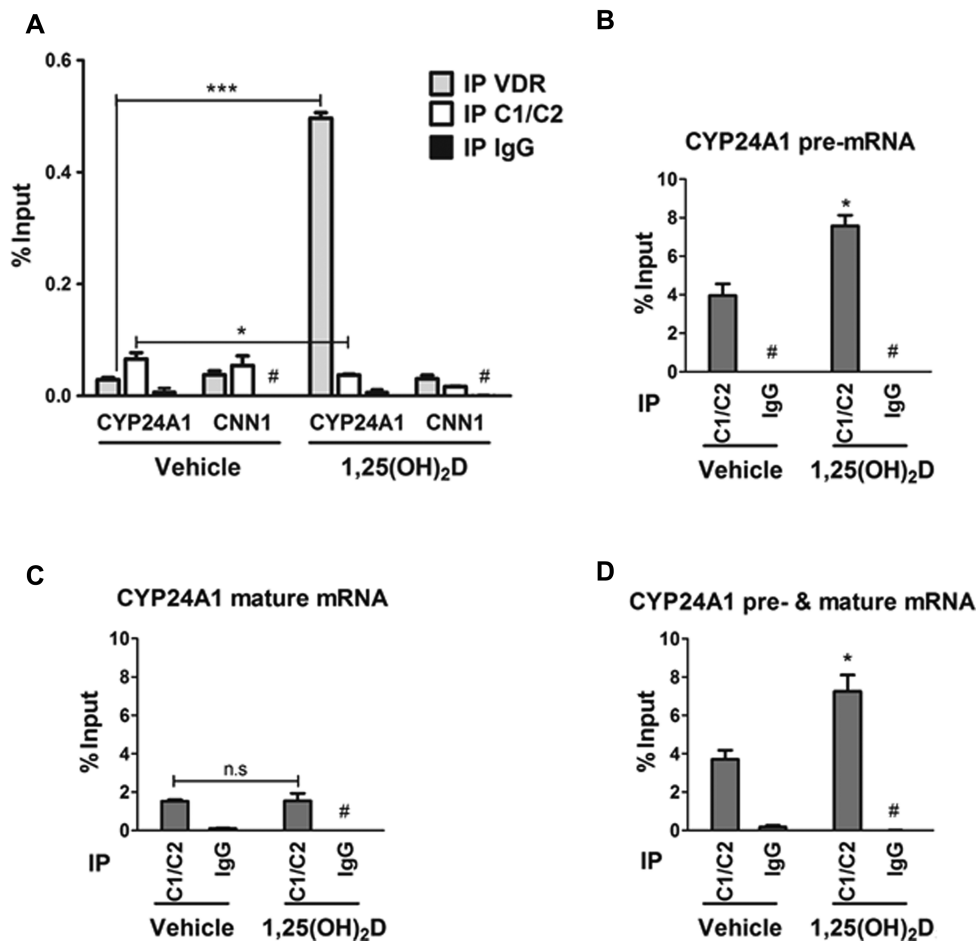 A
% Input
0.6
0.4
0.2
0.0
***
*
#
#
IP VDR
IP C1/C2
IP IgG
CYP24A1 CNN1 CYP24A1 CNN1
Vehicle 1,25(OH)₂D
B
CYP24A1 pre-mRNA
% Input
10
8
6
4
2
0
*
#
#
IP C1/C2 IgG C1/C2 IgG
Vehicle 1,25(OH)₂D
C
CYP24A1 mature mRNA
% Input
10
8
6
4
2
0
n.s
#
IP C1/C2 IgG C1/C2 IgG
Vehicle 1,25(OH)₂D
D
CYP24A1 pre- & mature mRNA
% Input
10
8
6
4
2
0
*
#
IP C1/C2 IgG C1/C2 IgG
Vehicle 1,25(OH)₂D